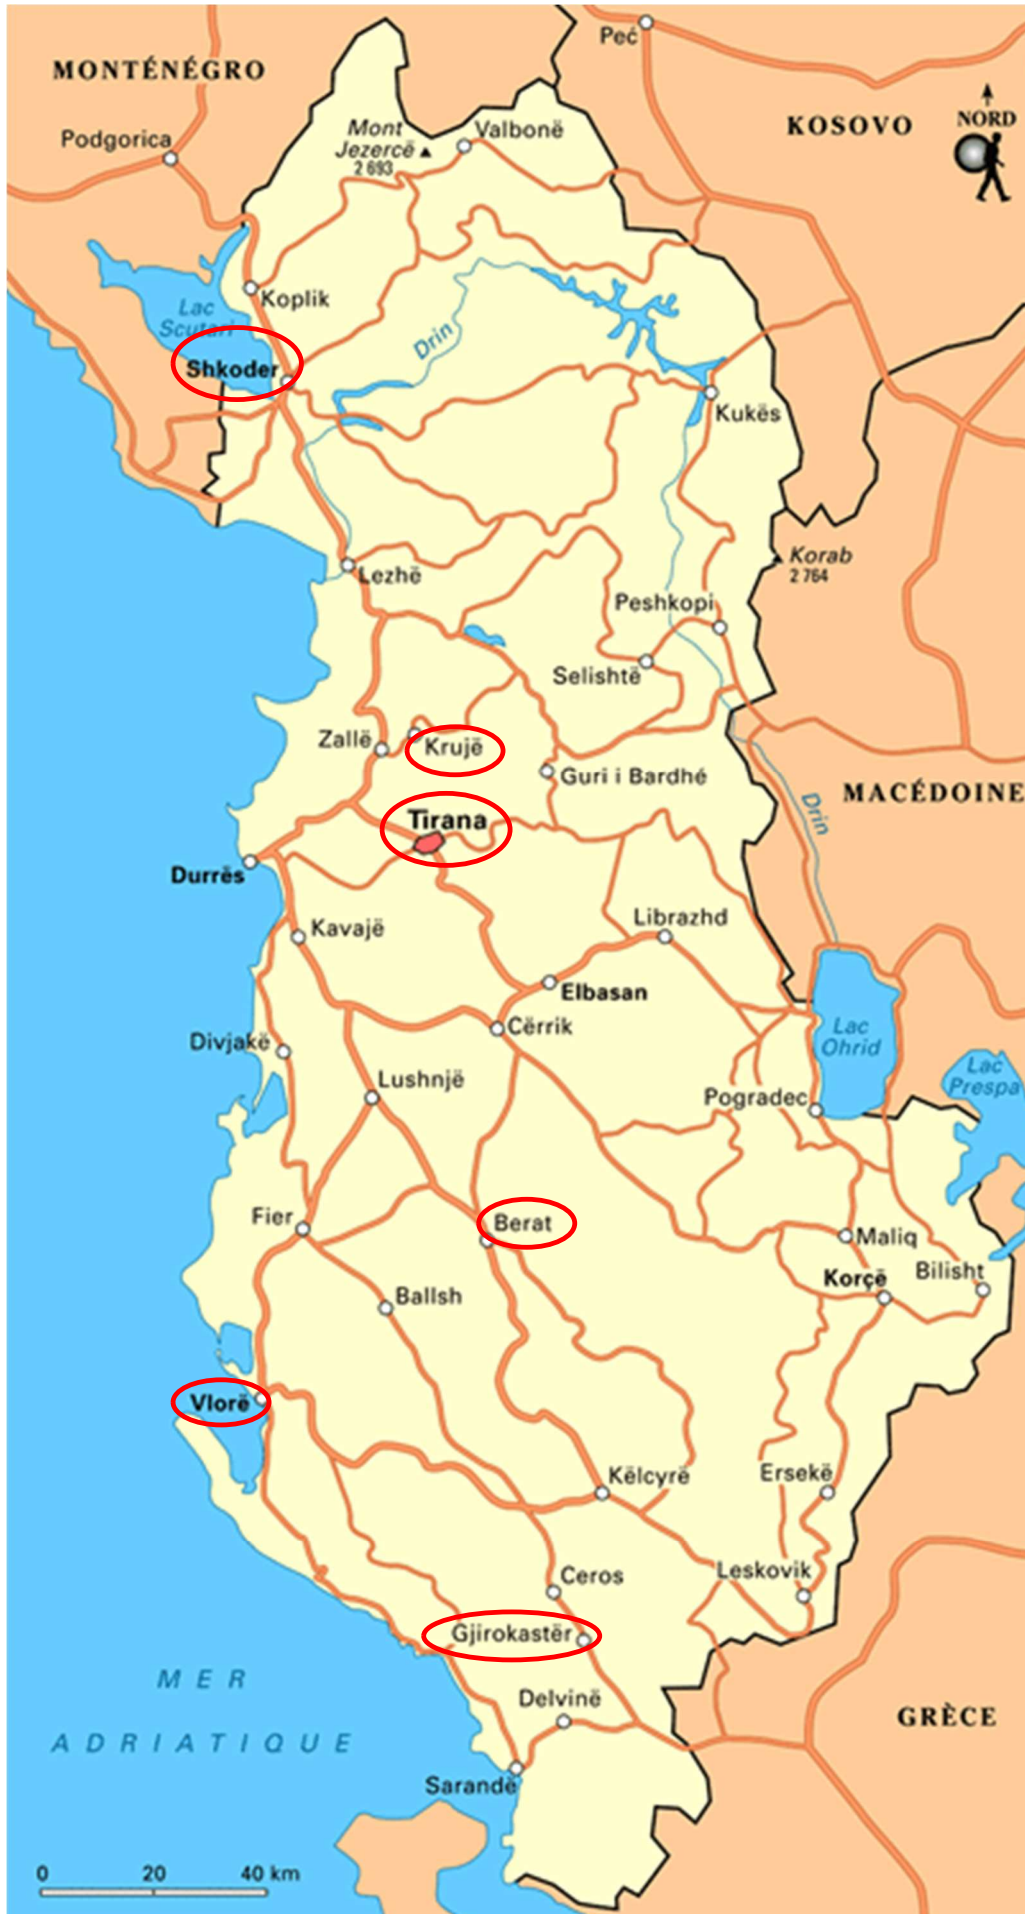 Peć
MONTÉNÉGRO
KOSOVO
NORD
Podgorica
Mont
Jezercë
2 693
Valbonë
Koplik
Lac
Scutari
Drin
Shkoder
Kukës
Korab
2 764
Lezhë
Peshkopi
Selishtë
Zallë
Krujë
Guri i Bardhé
MACÉDOINE
Drin
Tirana
Durrës
Kavajë
Librazhd
Elbasan
Cërrik
Lac
Ohrid
Divjakë
Lushnjë
Lac
Prespa
Pogradec
Fier
Berat
Maliq
Korçë
Bilisht
Ballsh
Vlorë
Këlcyrë
Ersekë
Ceros
Leskovik
Gjirokastër
MER
ADRIATIQUE
Delvinë
GRÈCE
Sarandë
0 20 40 km